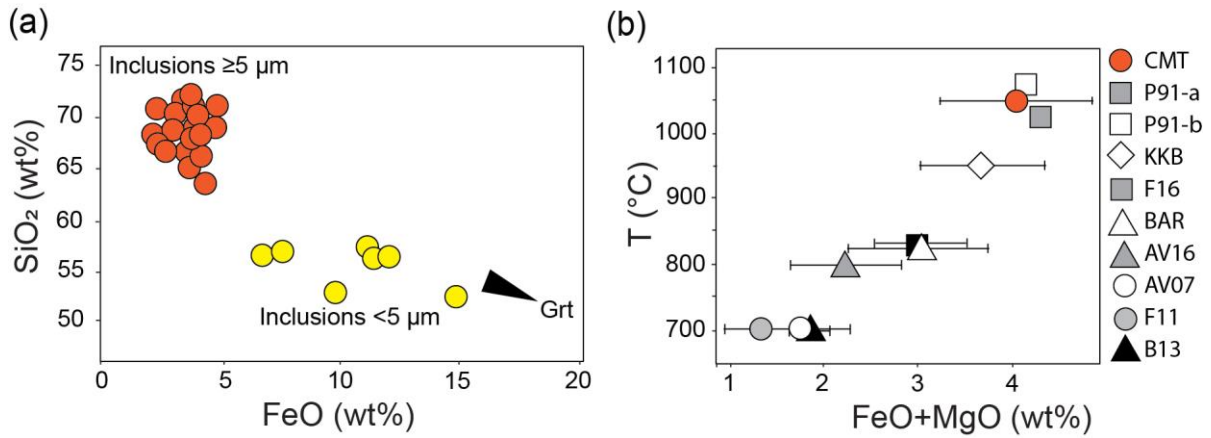 (a)
SiO₂ (wt%)
75
70
65
60
55
50
Inclusions ≥5 µm
Inclusions <5 µm
Grt
0 5 10 15 20
FeO (wt%)
(b)
T (°C)
1100
1000
900
800
700
1 2 3 4
FeO+MgO (wt%)
CMT
P91-a
P91-b
KKB
F16
BAR
AV16
AV07
F11
B13